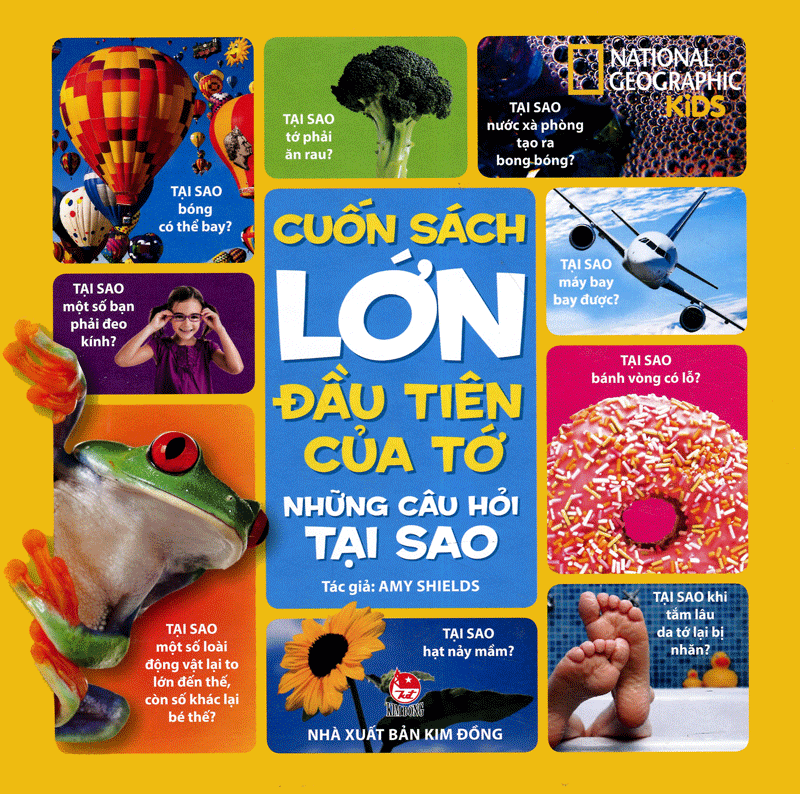 TẠI SAO
bóng
có thể bay?
TẠI SAO
tớ phải
ăn rau?
TẠI SAO
nước xà phòng
tạo ra
bong bóng?
NATIONAL
GEOGRAPHIC
KiDS
TẠI SAO
một số bạn
phải đeo
kính?
CUỐN SÁCH
LỚN
ĐẦU TIÊN
CỦA TỚ
NHỮNG CÂU HỎI
TẠI SAO
Tác giả: AMY SHIELDS
TẠI SAO
máy bay
bay được?
TẠI SAO
bánh vòng có lỗ?
TẠI SAO
một số loài
động vật lại to
lớn đến thế,
còn số khác lại
bé thế?
TẠI SAO
hạt nảy mầm?
KIM ĐỒNG
NHÀ XUẤT BẢN KIM ĐỒNG
TẠI SAO khi
tắm lâu
da tớ lại bị
nhăn?